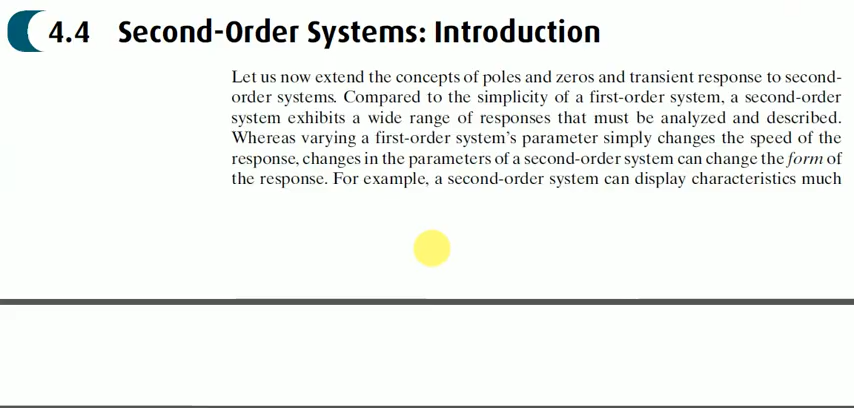 4.4 Second-Order Systems: Introduction
Let us now extend the concepts of poles and zeros and transient response to second-
order systems. Compared to the simplicity of a first-order system, a second-order
system exhibits a wide range of responses that must be analyzed and described.
Whereas varying a first-order system's parameter simply changes the speed of the
response, changes in the parameters of a second-order system can change the form of
the response. For example, a second-order system can display characteristics much